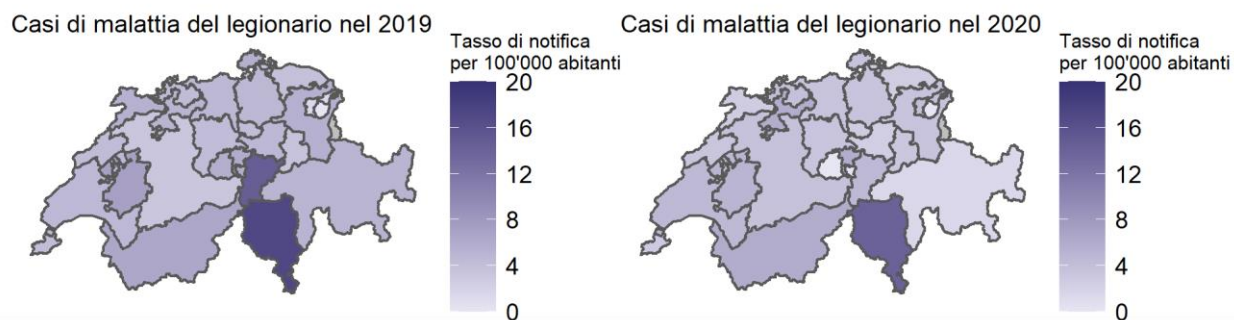 Casi di malattia del legionario nel 2019
Tasso di notifica
per 100'000 abitanti
20
16
12
8
4
0
Casi di malattia del legionario nel 2020
Tasso di notifica
per 100'000 abitanti
20
16
12
8
4
0